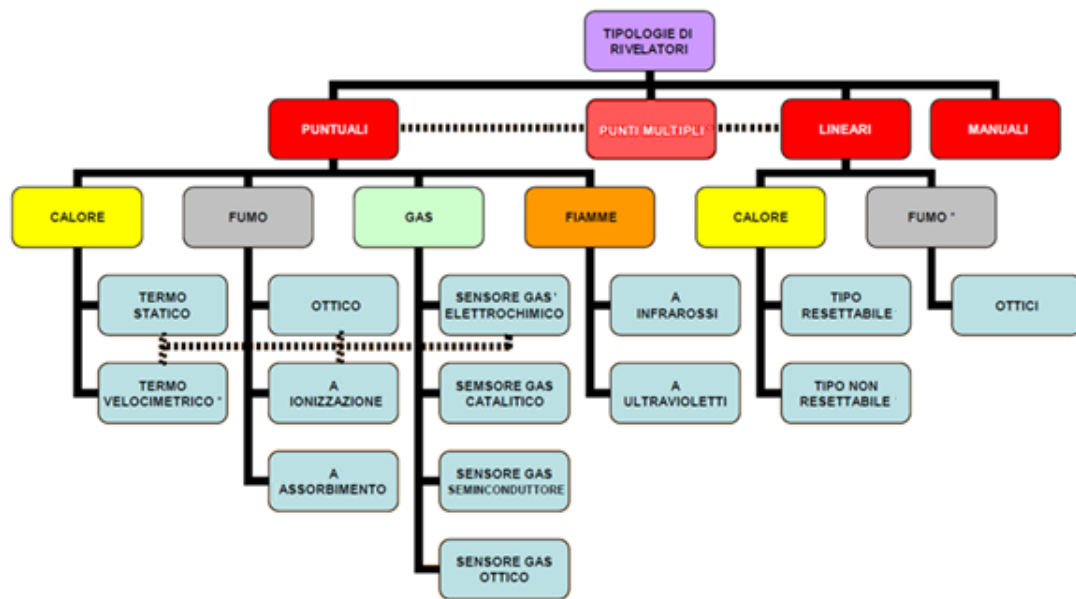 TIPOLOGIE DI
RIVELATORI
PUNTUALI
PUNTI MULTIPLI
LINEARI
MANUALI
CALORE
FUMO
GAS
FIAMME
CALORE
FUMO *
TERMO
STATICO
OTTICO
SENSORE GAS *
ELETTROCHIMICO
A
INFRAROSSI
TIPO
RESETTABILE
OTTICI
TERMO
VELOCIMETRICO *
A
IONIZZAZIONE
SEMSORE GAS
CATALITICO
A
ULTRAVIOLETTI
TIPO NON
RESETTABILE
A
ASSORBIMENTO
SENSORE GAS
SEMINCONDUTTORE
SENSORE GAS
OTTICO